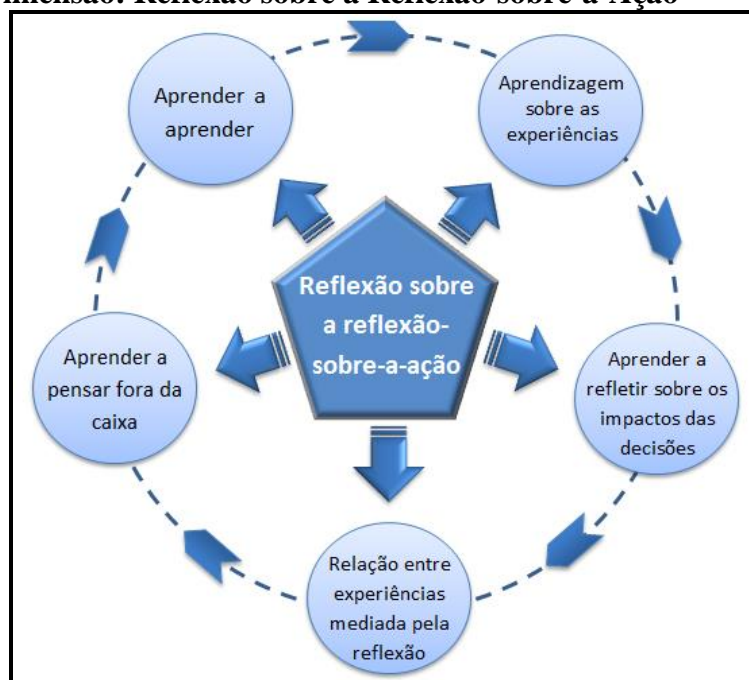 Reflexão sobre a Reflexão-sobre-a-Ação
Aprender a
aprender
Aprendizagem
sobre as
experiências
Reflexão sobre
a reflexão-
sobre-a-ação
Aprender a
pensar fora da
caixa
Aprender a
refletir sobre os
impactos das
decisões
Relação entre
experiências
mediada pela
reflexão